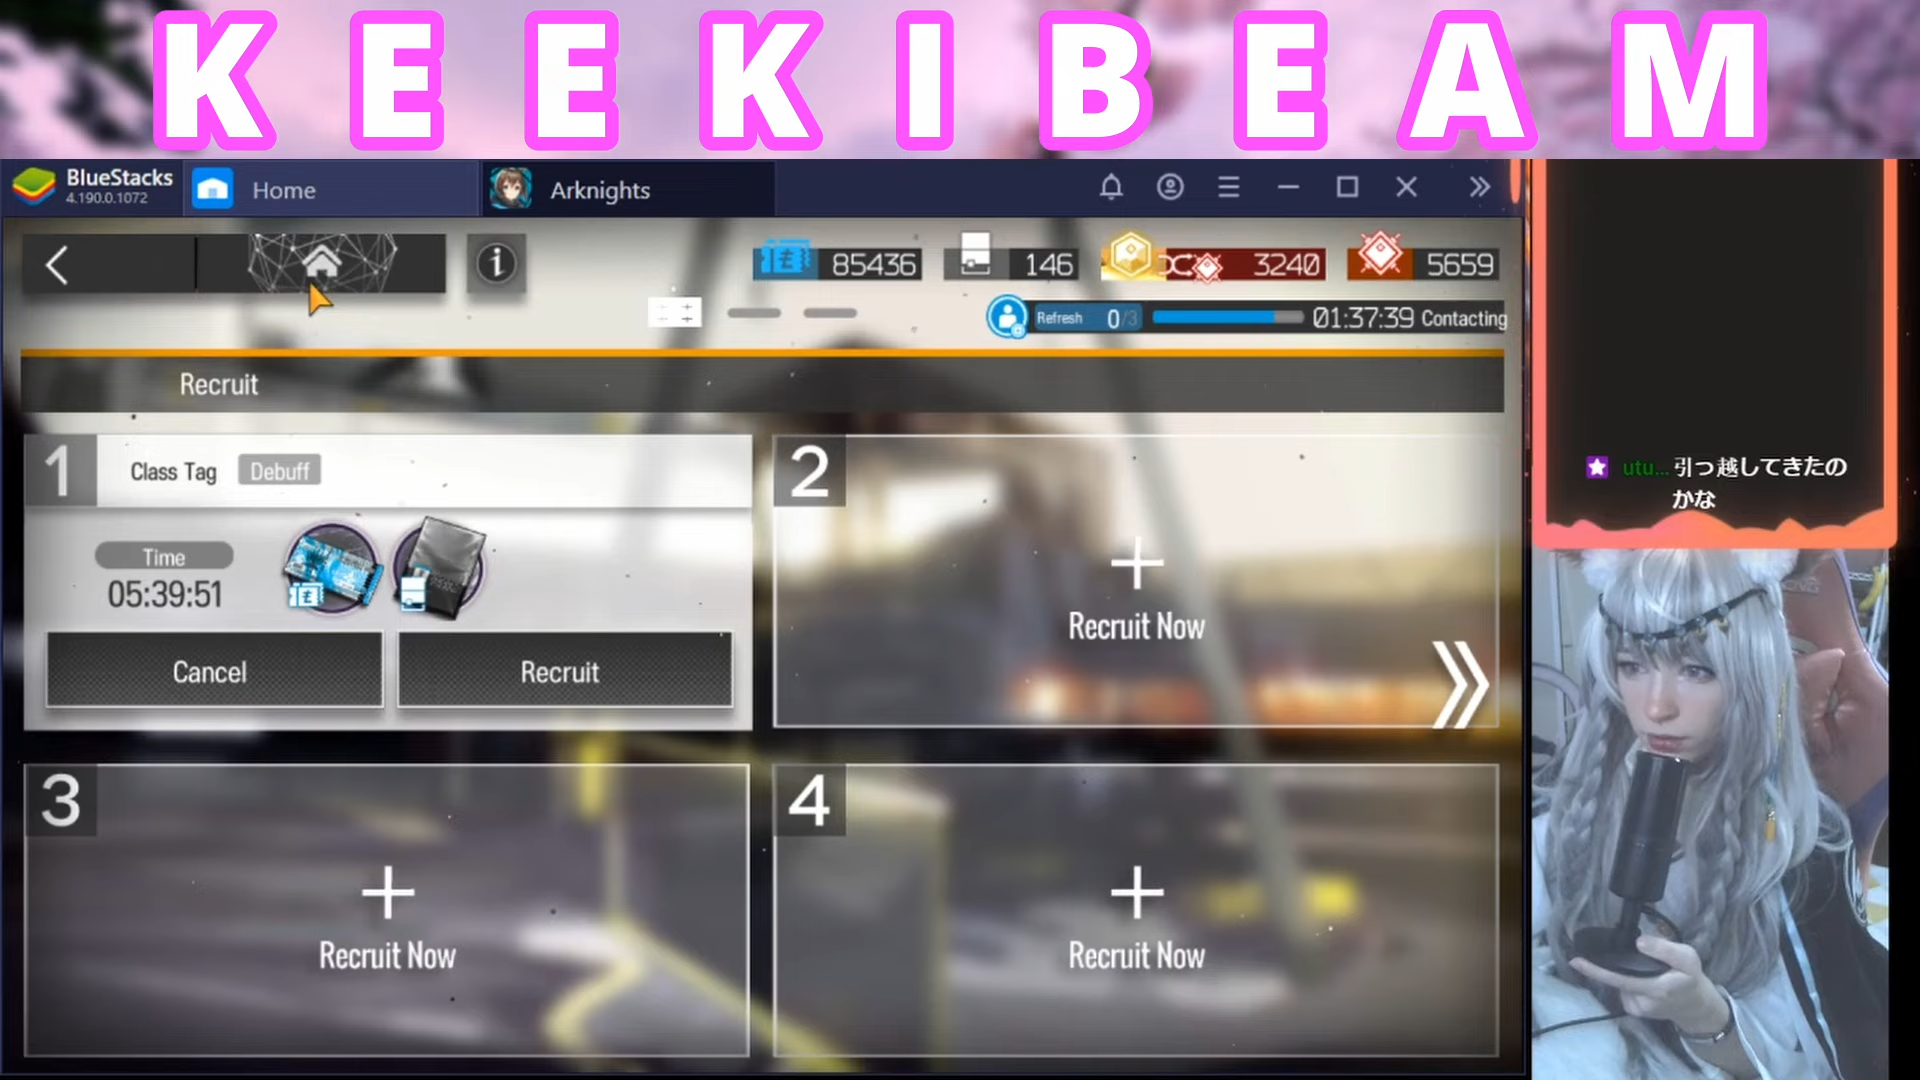 KEEKIBEAM
BlueStacks
4.190.0.1072
Home
Arknights
85436
146
3240
5659
Refresh 0/3
01:37:39 Contacting
Recruit
1
Class Tag
Debuff
Time
05:39:51
Cancel
Recruit
2
Recruit Now
3
Recruit Now
4
Recruit Now
utu... 引っ越してきたの
かな